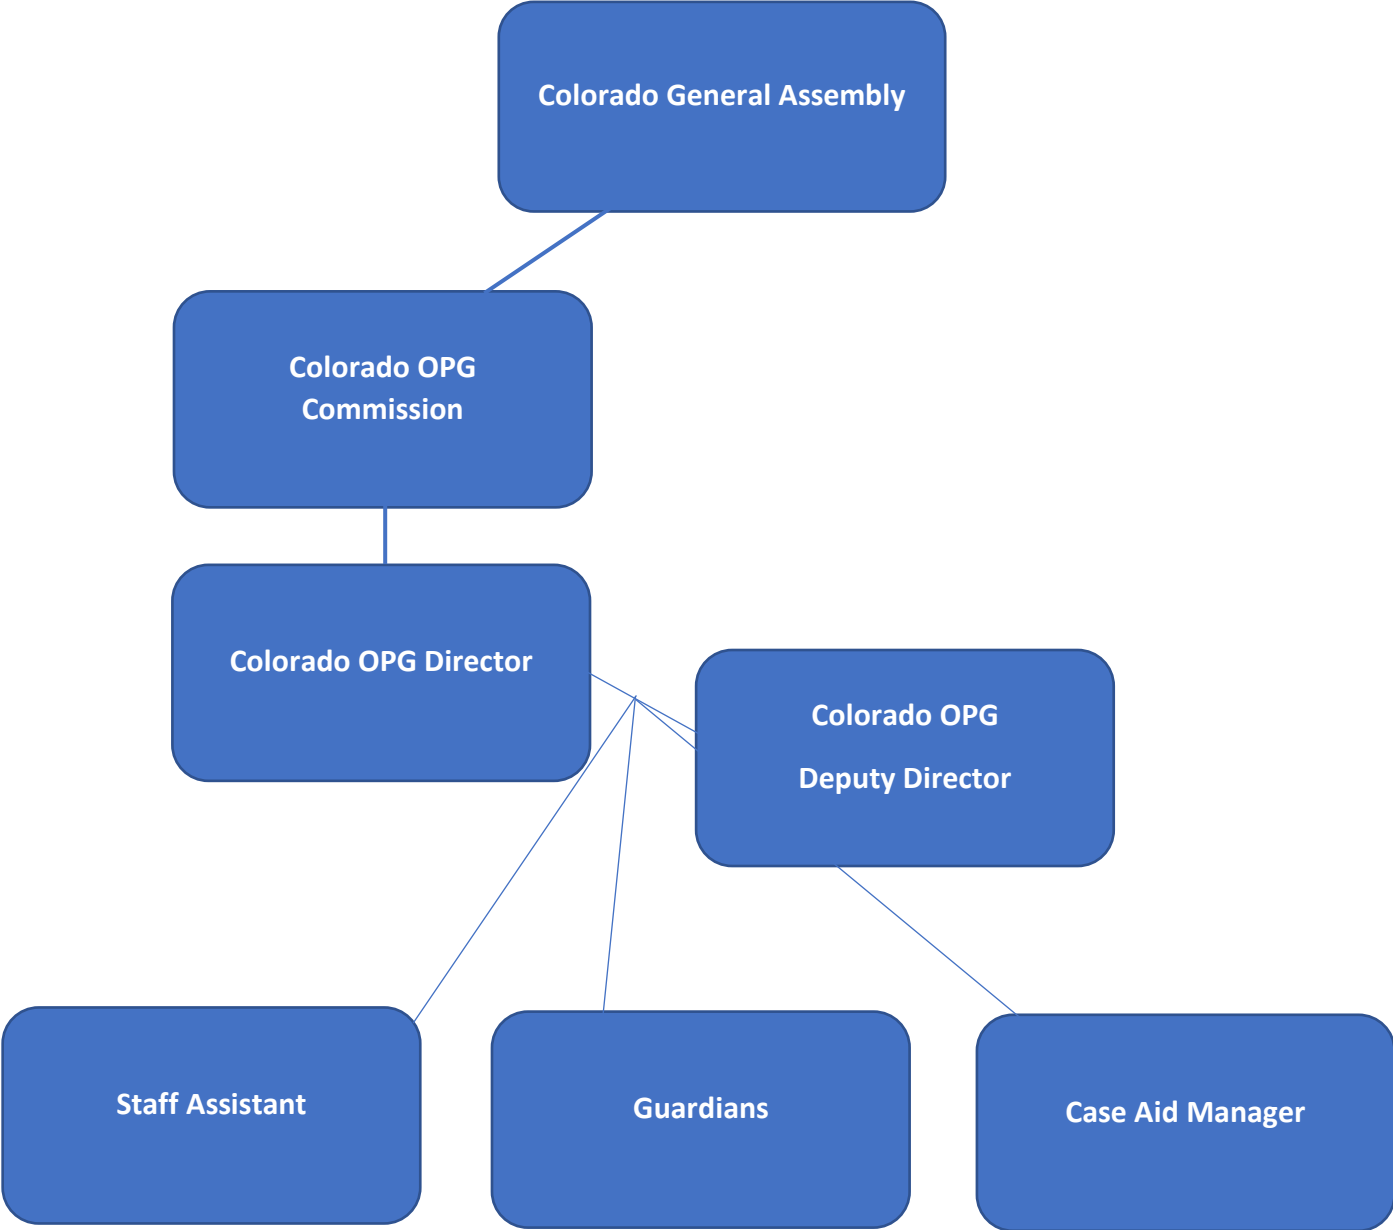 Colorado General Assembly
Colorado OPG
Commission
Colorado OPG Director
Colorado OPG
Deputy Director
Staff Assistant
Guardians
Case Aid Manager